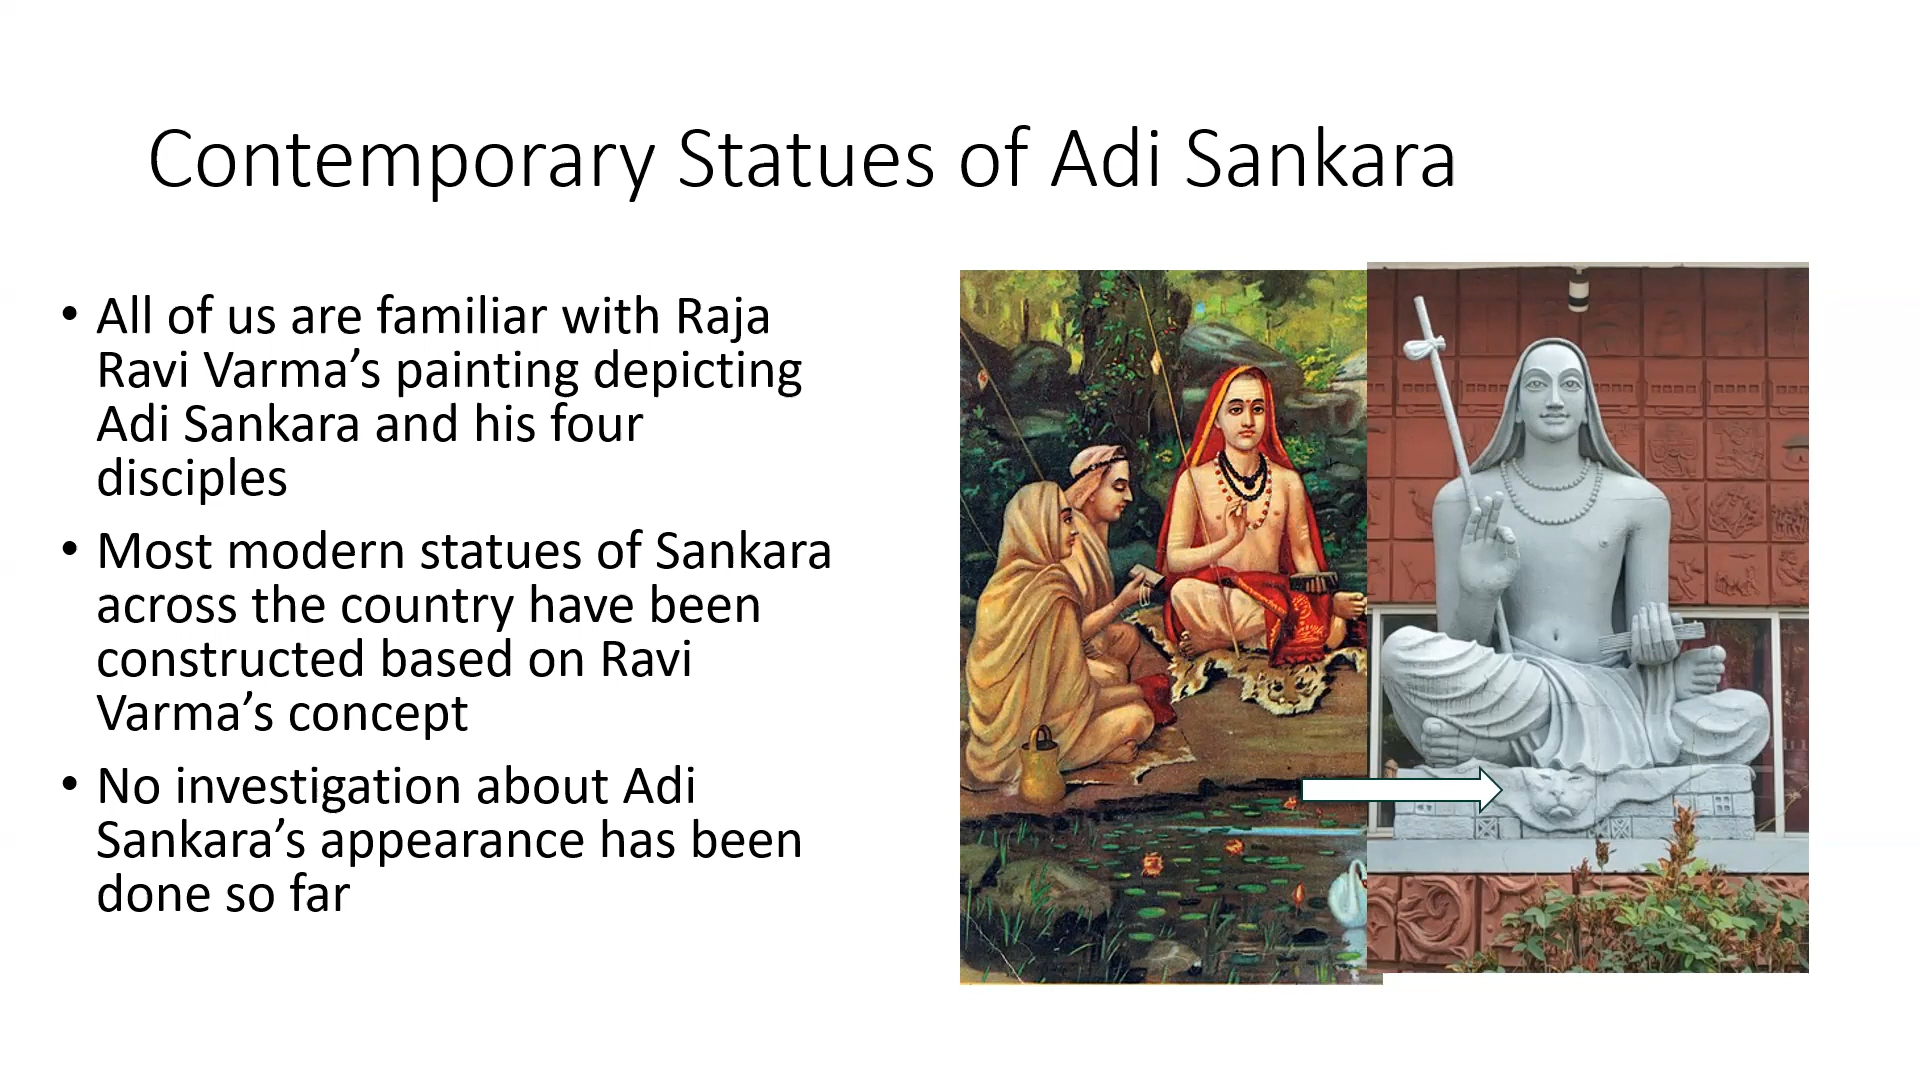 Contemporary Statues of Adi Sankara
• All of us are familiar with Raja
Ravi Varma’s painting depicting
Adi Sankara and his four
disciples
• Most modern statues of Sankara
across the country have been
constructed based on Ravi
Varma’s concept
• No investigation about Adi
Sankara’s appearance has been
done so far